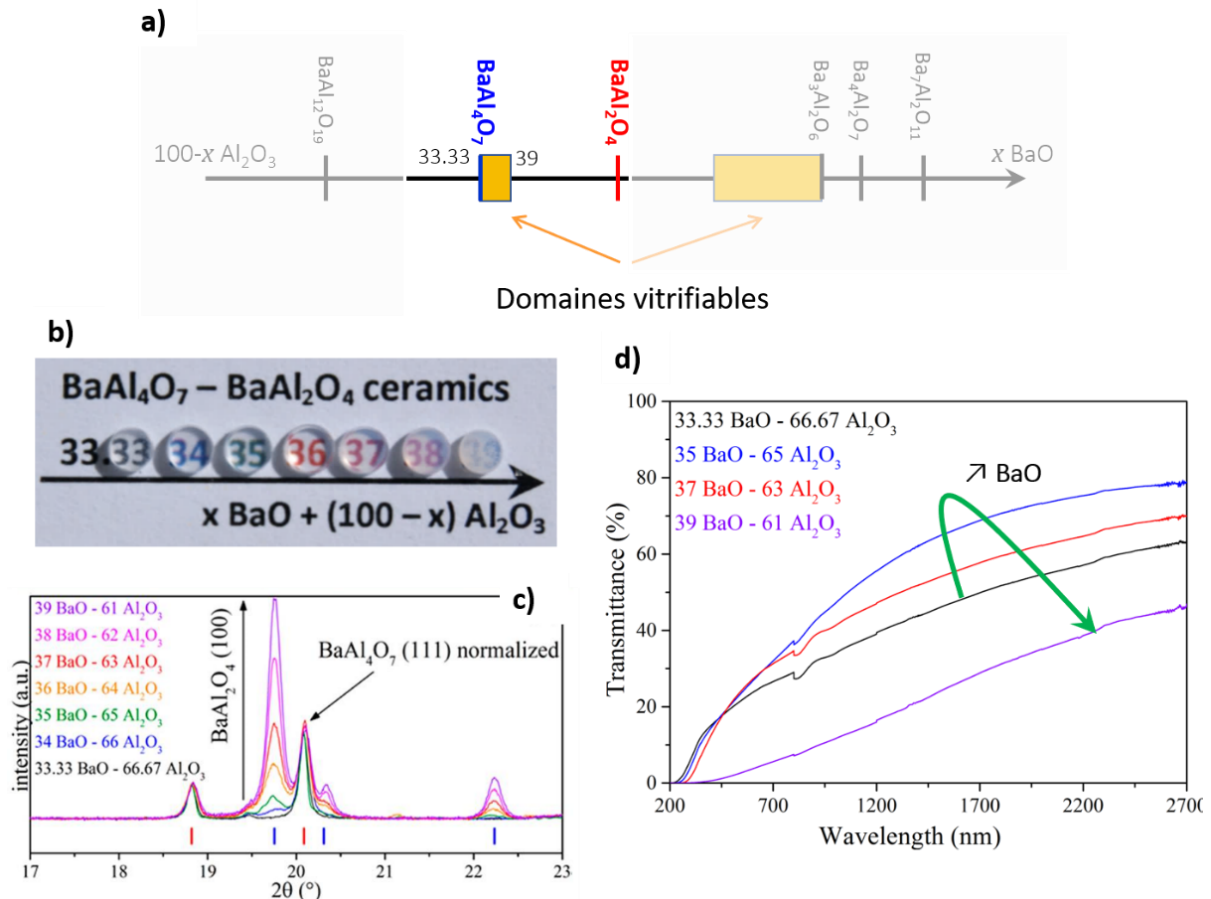 a)
BaAl₁₂O₁₉
BaAl₄O₇
BaAl₂O₄
Ba₃Al₂O₆
Ba₄Al₂O₇
Ba₇Al₂O₁₁
100-x Al₂O₃
33.33
39
x BaO
Domaines vitrifiables
b)
BaAl₄O₇ – BaAl₂O₄ ceramics
33.33 34 35 36 37 38 39
x BaO + (100 – x) Al₂O₃
c)
39 BaO - 61 Al₂O₃
38 BaO - 62 Al₂O₃
37 BaO - 63 Al₂O₃
36 BaO - 64 Al₂O₃
35 BaO - 65 Al₂O₃
34 BaO - 66 Al₂O₃
33.33 BaO - 66.67 Al₂O₃
BaAl₂O₄ (100)
BaAl₄O₇ (111) normalized
intensity (a.u.)
17 18 19 20 21 22 23
2θ (°)
d)
33.33 BaO - 66.67 Al₂O₃
35 BaO - 65 Al₂O₃
37 BaO - 63 Al₂O₃
39 BaO - 61 Al₂O₃
↗ BaO
Transmittance (%)
100
80
60
40
20
0
200 700 1200 1700 2200 2700
Wavelength (nm)